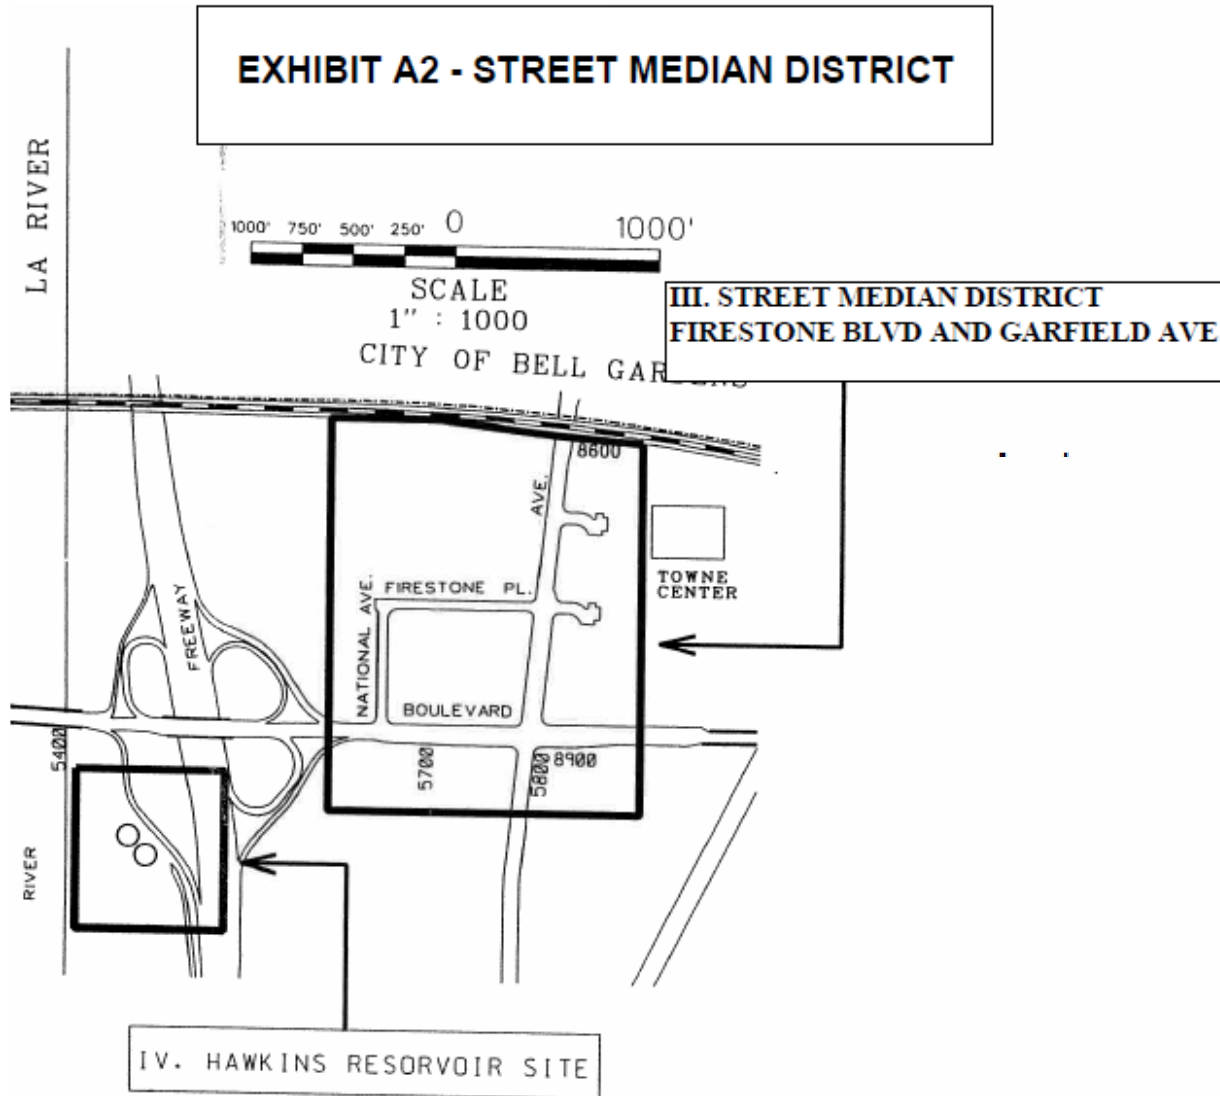 EXHIBIT A2 - STREET MEDIAN DISTRICT
LA RIVER
1000' 750' 500' 250' 0 1000'
SCALE
1" : 1000
III. STREET MEDIAN DISTRICT
FIRESTONE BLVD AND GARFIELD AVE
CITY OF BELL GARDENS
8600
AVE.
TOWNE
CENTER
FIRESTONE PL.
NATIONAL AVE.
FREEWAY
BOULEVARD
5400
5700
5800
8900
RIVER
IV. HAWKINS RESORVOIR SITE